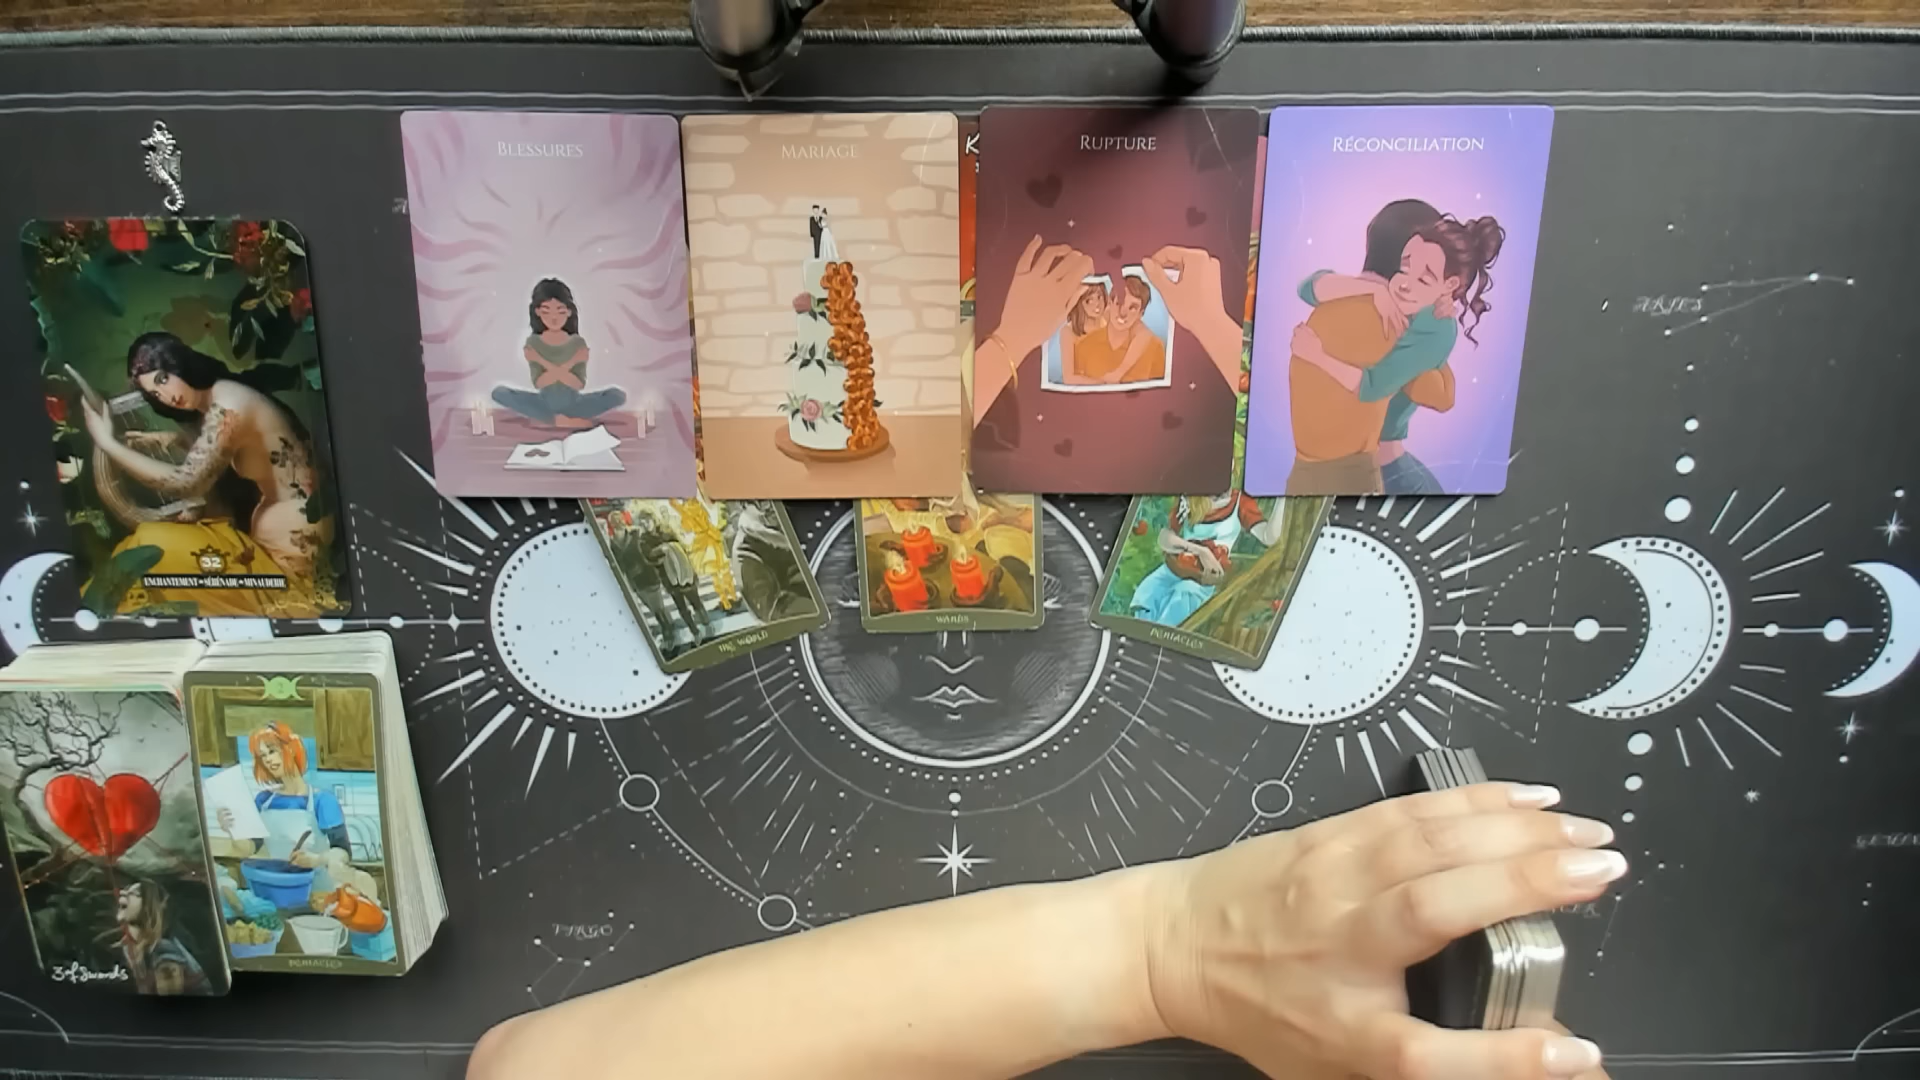 BLESSURES
MARIAGE
K
RUPTURE
RÉCONCILIATION
ARIES
32
ENCHANTEMENT • SÉRÉNADE • MINAUDERIE
THE WORLD
WANDS
PENTACLES
VIRGO
3 of Swords
PENTACLES